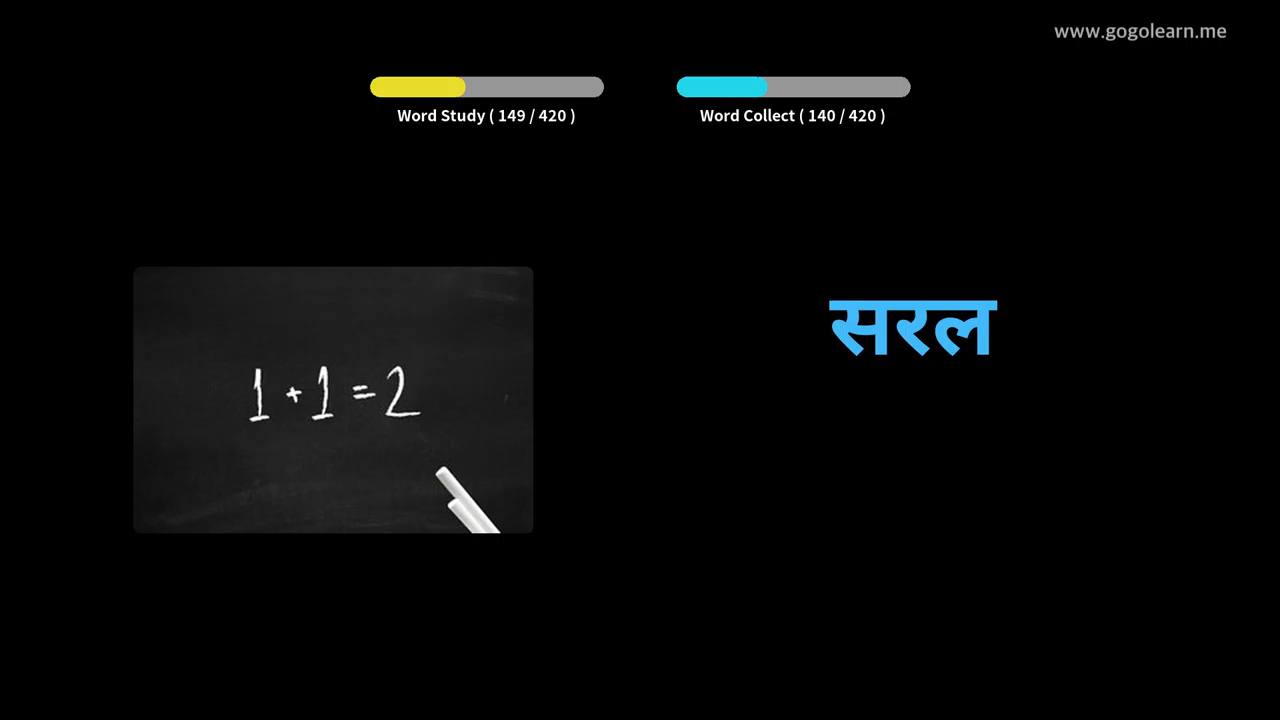 www.gogolearn.me
Word Study ( 149 / 420 )
Word Collect ( 140 / 420 )
1 + 1 = 2
सरल